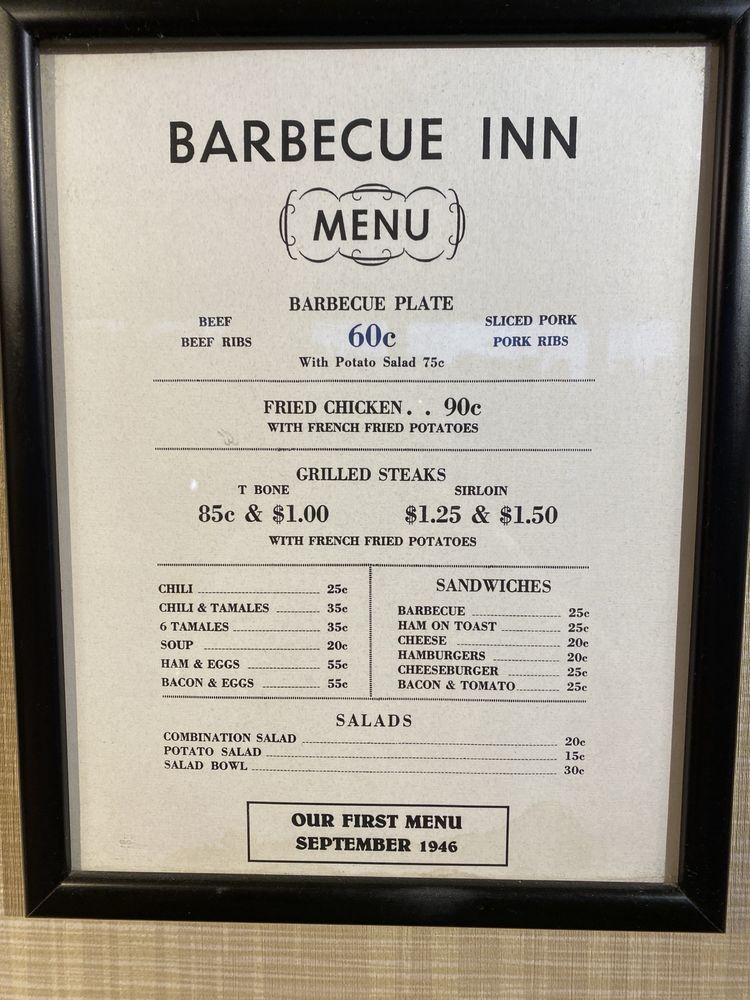 BARBECUE INN
MENU
BARBECUE PLATE
BEEF 60c SLICED PORK
BEEF RIBS PORK RIBS
With Potato Salad 75c
FRIED CHICKEN . . 90c
WITH FRENCH FRIED POTATOES
GRILLED STEAKS
T BONE SIRLOIN
85c & $1.00 $1.25 & $1.50
WITH FRENCH FRIED POTATOES
CHILI 25c
CHILI & TAMALES 35c
6 TAMALES 35c
SOUP 20c
HAM & EGGS 55c
BACON & EGGS 55c
SANDWICHES
BARBECUE 25c
HAM ON TOAST 25c
CHEESE 20c
HAMBURGERS 20c
CHEESEBURGER 25c
BACON & TOMATO 25c
SALADS
COMBINATION SALAD 20c
POTATO SALAD 15c
SALAD BOWL 30c
OUR FIRST MENU
SEPTEMBER 1946